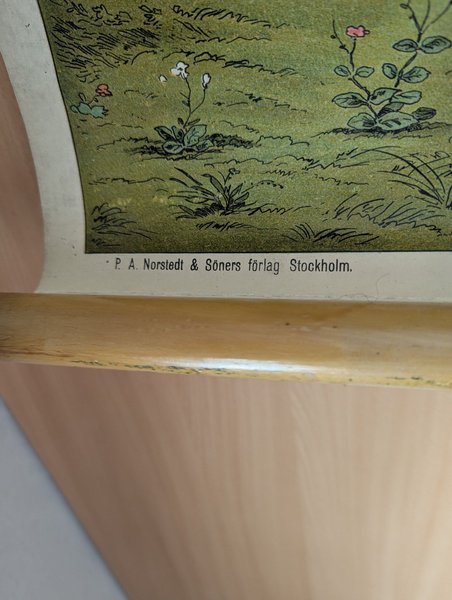 P. A. Norstedt & Söners förlag Stockholm.